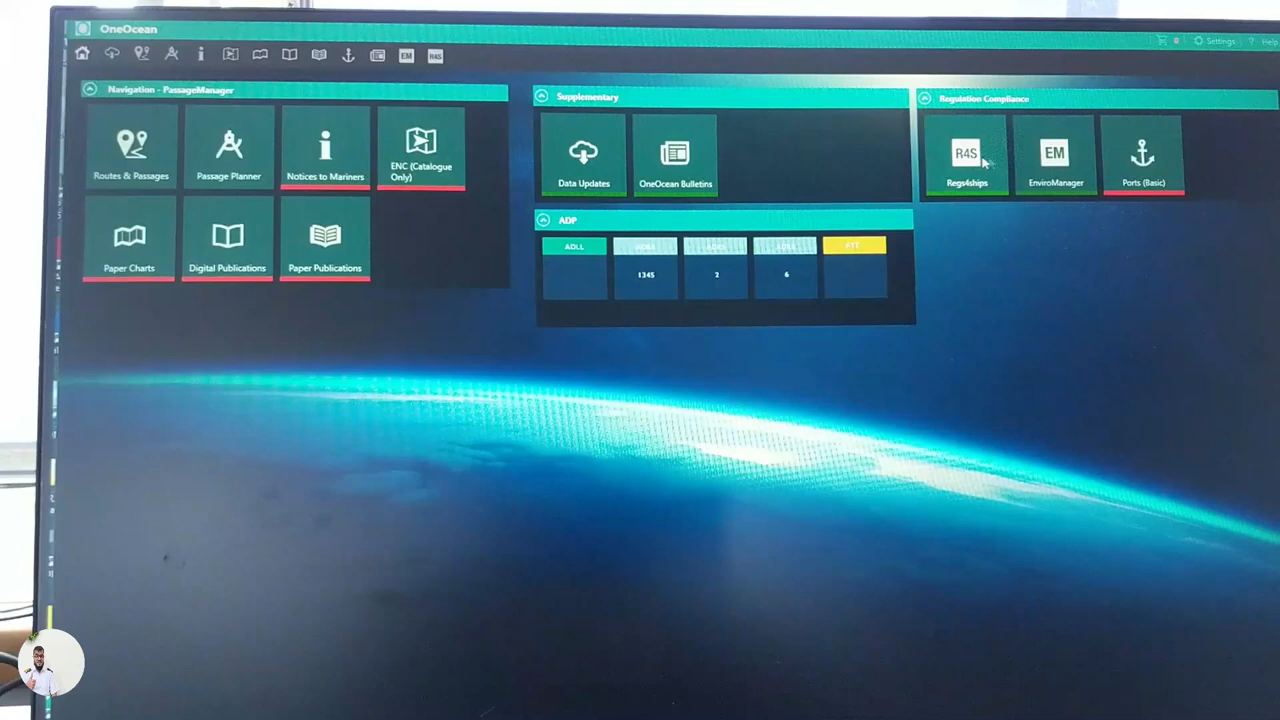 OneOcean
Settings
? Help
EM
R4S
Navigation - PassageManager
Routes & Passages
Passage Planner
Notices to Mariners
ENC (Catalogue
Only)
Paper Charts
Digital Publications
Paper Publications
Supplementary
Data Updates
OneOcean Bulletins
ADP
ADLL
1345
2
6
Regulation Compliance
R4S
Regs4ships
EM
EnviroManager
Ports (Basic)